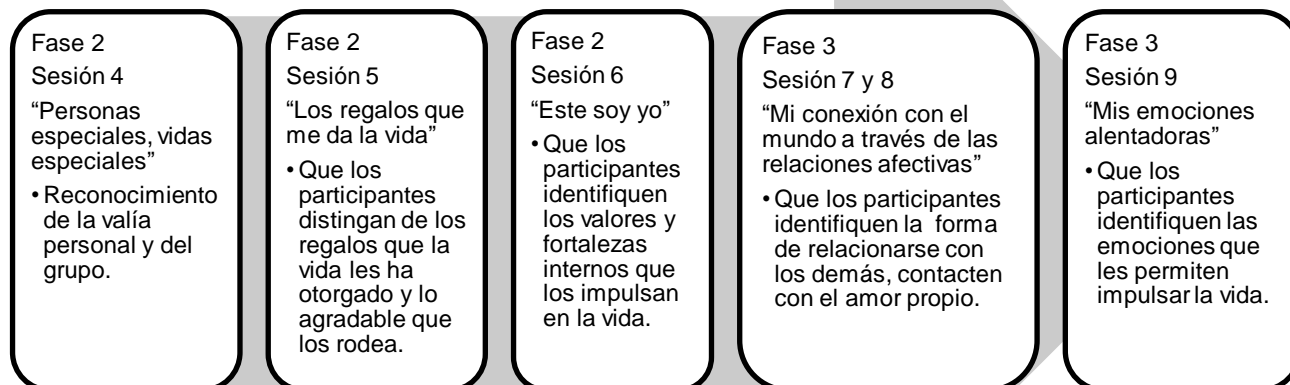 Fase 2
Sesión 4
“Personas
especiales, vidas
especiales”
• Reconocimiento
de la valía
personal y del
grupo.
Fase 2
Sesión 5
“Los regalos que
me da la vida”
• Que los
participantes
distingan de los
regalos que la
vida les ha
otorgado y lo
agradable que
los rodea.
Fase 2
Sesión 6
“Este soy yo”
• Que los
participantes
identifiquen
los valores y
fortalezas
internos que
los impulsan
en la vida.
Fase 3
Sesión 7 y 8
“Mi conexión con el
mundo a través de las
relaciones afectivas”
• Que los participantes
identifiquen la forma
de relacionarse con
los demás, contacten
con el amor propio.
Fase 3
Sesión 9
“Mis emociones
alentadoras”
• Que los
participantes
identifiquen las
emociones que
les permiten
impulsar la vida.